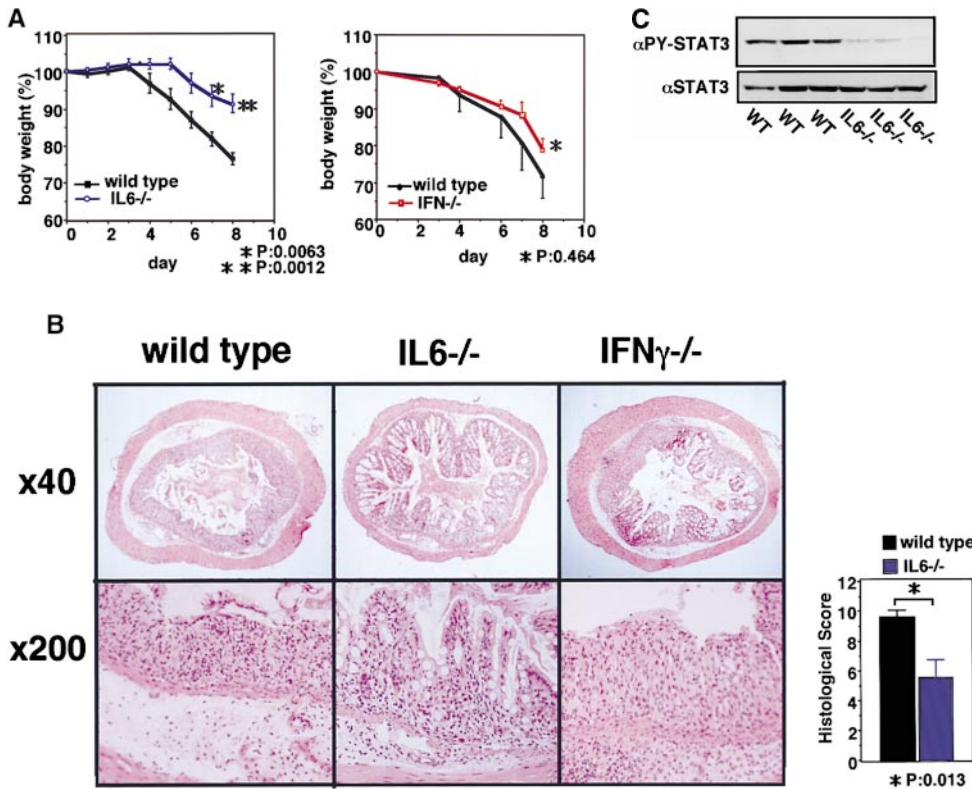 A
body weight (%)
110
100
90
80
70
60
wild type
IL6-/-
0 2 4 6 8 10
day
* P:0.0063
* * P:0.0012
*
**
body weight (%)
110
100
90
80
70
60
wild type
IFN-/-
0 2 4 6 8 10
day
* P:0.464
*
C
αPY-STAT3
αSTAT3
WT WT WT IL6-/- IL6-/- IL6-/-
B
wild type IL6-/- IFNγ-/-
x40
x200
wild type
IL6-/-
Histological Score
12
10
8
6
4
2
0
*
* P:0.013